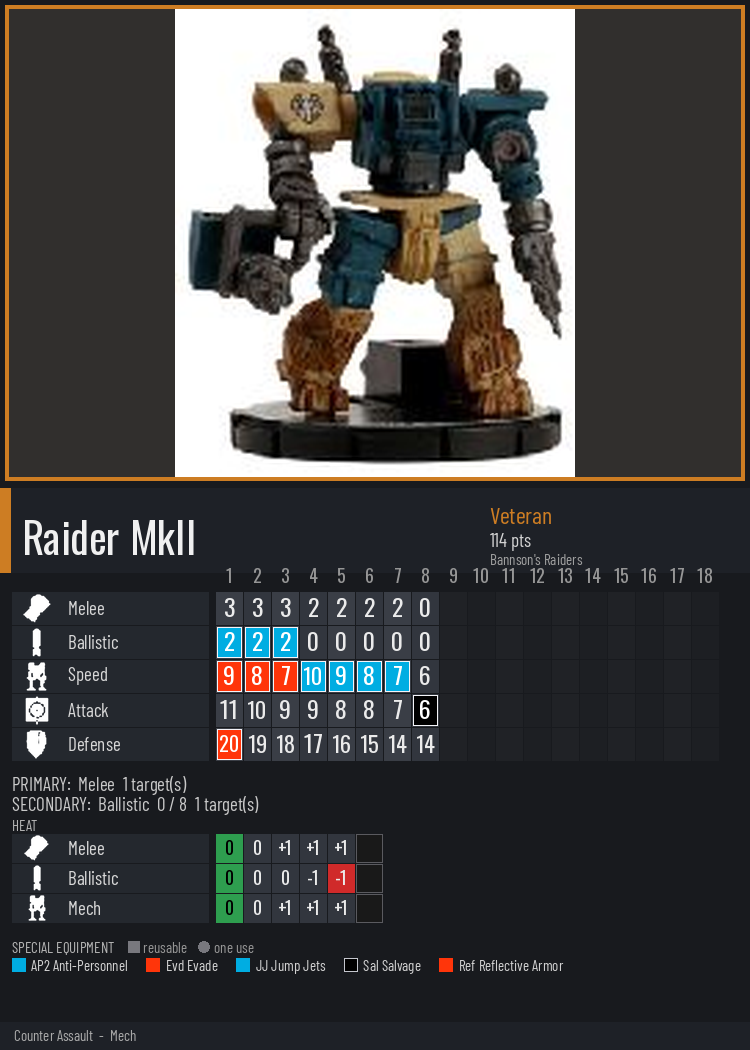 Raider MkII
Veteran
114 pts
Bannson's Raiders
1 2 3 4 5 6 7 8 9 10 11 12 13 14 15 16 17 18
Melee 3 3 3 2 2 2 2 0
Ballistic 2 2 2 0 0 0 0 0
Speed 9 8 7 10 9 8 7 6
Attack 11 10 9 9 8 8 7 6
Defense 20 19 18 17 16 15 14 14
PRIMARY: Melee 1 target(s)
SECONDARY: Ballistic 0 / 8 1 target(s)
HEAT
Melee 0 0 +1 +1 +1
Ballistic 0 0 0 -1 -1
Mech 0 0 +1 +1 +1
SPECIAL EQUIPMENT reusable one use
AP2 Anti-Personnel Evd Evade JJ Jump Jets Sal Salvage Ref Reflective Armor
Counter Assault - Mech